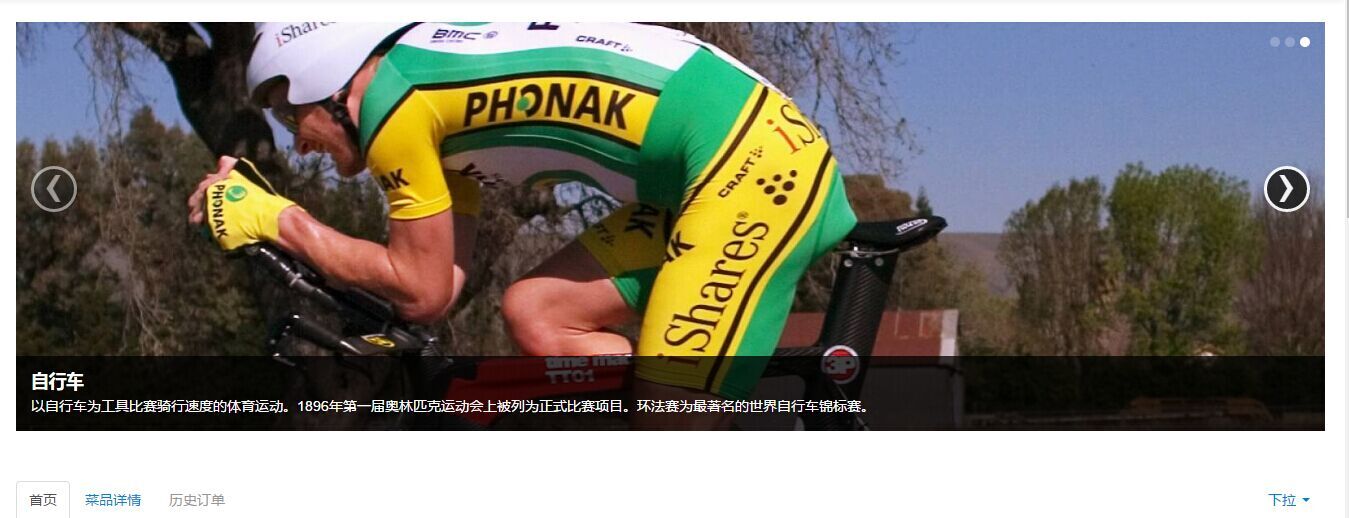 iShares
BMC
CRAFT
PHONAK
iS
CRAFT
PHONAK
iShares
time
TT01
3P
自行车
以自行车为工具比赛骑行速度的体育运动。1896年第一届奥林匹克运动会上被列为正式比赛项目。环法赛为最著名的世界自行车锦标赛。
首页 菜品详情 历史订单 下拉